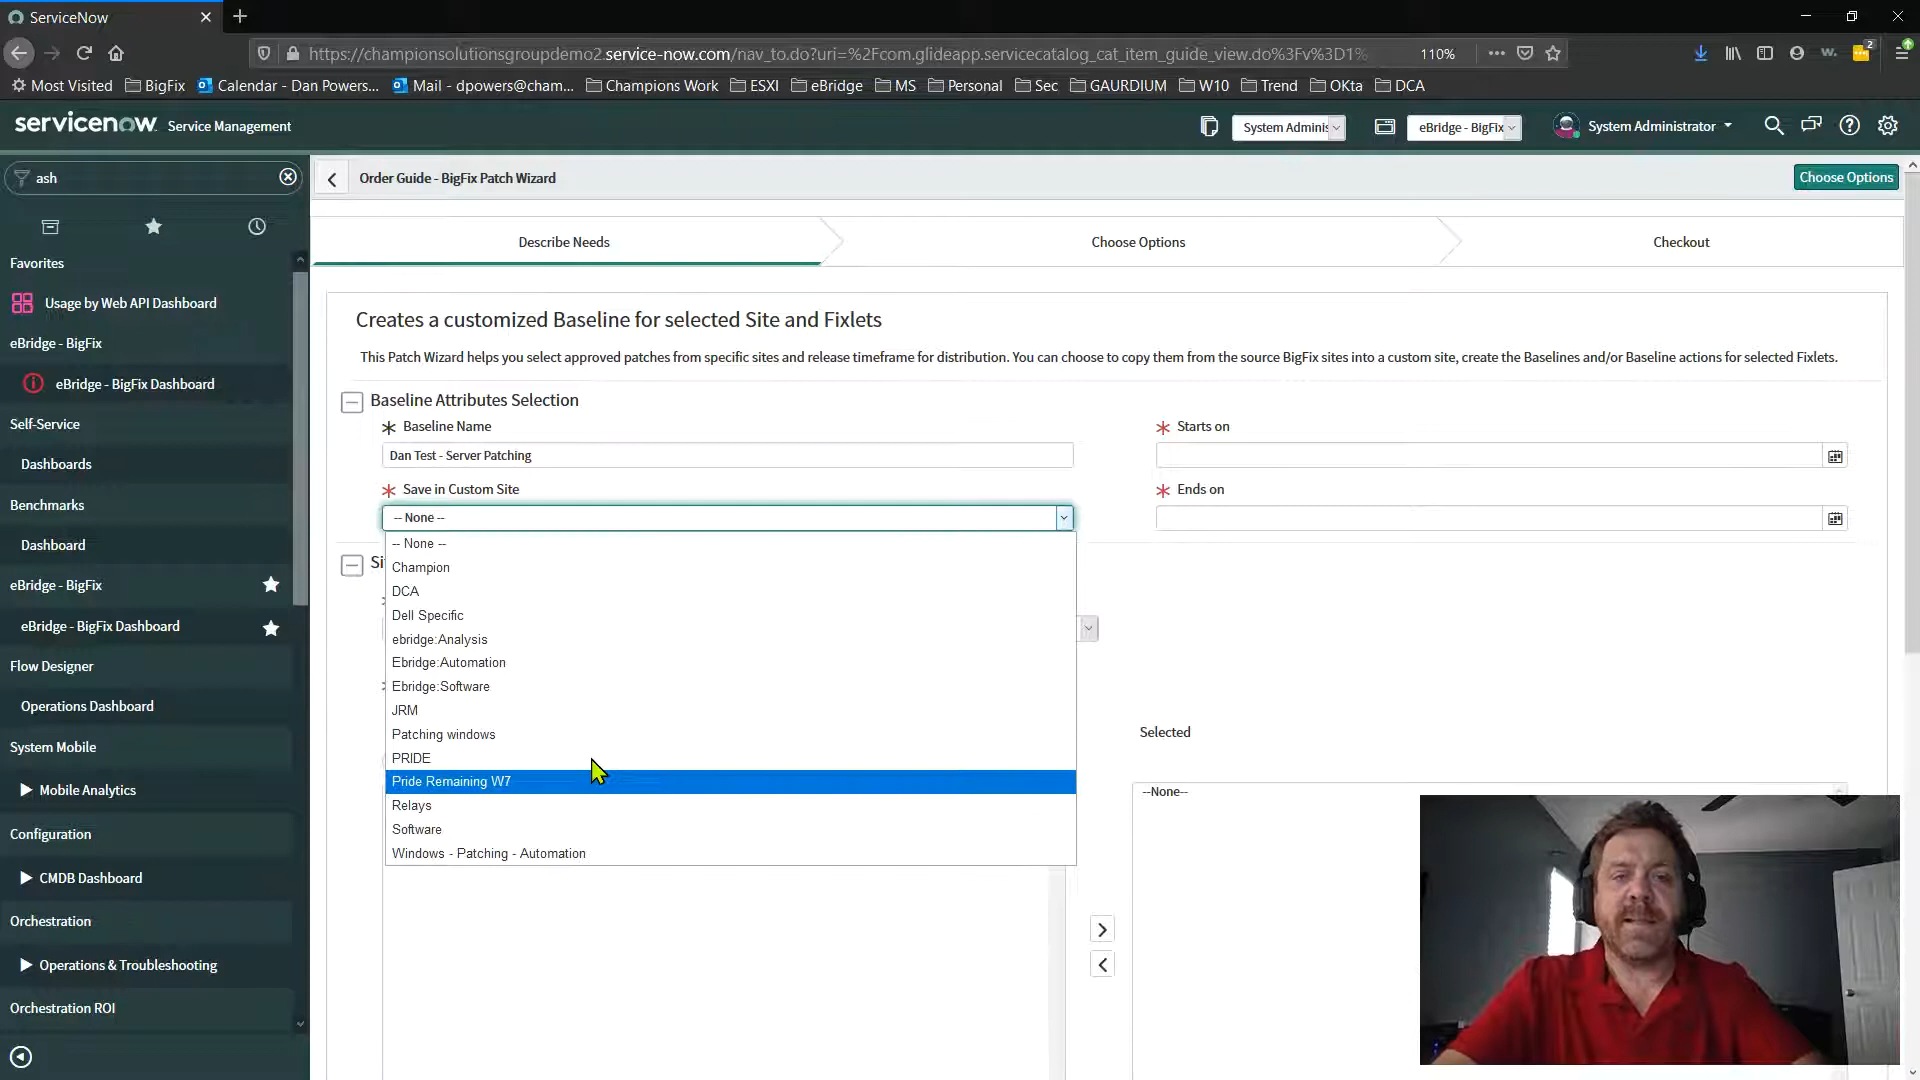 ServiceNow
https://championsolutionsgroupdemo2.service-now.com/nav_to.do?uri=%2Fcom.glideapp.servicecatalog_cat_item_guide_view.do%3Fv%3D1%
110%
2
Most Visited
BigFix
Calendar - Dan Powers...
Mail - dpowers@cham...
Champions Work
ESXI
eBridge
MS
Personal
Sec
GAURDIUM
W10
Trend
OKta
DCA
servicenow Service Management
System Adminis
eBridge - BigFix
System Administrator
ash
Order Guide - BigFix Patch Wizard
Choose Options
Describe Needs
Choose Options
Checkout
Favorites
Usage by Web API Dashboard
eBridge - BigFix
eBridge - BigFix Dashboard
Self-Service
Dashboards
Benchmarks
Dashboard
eBridge - BigFix
eBridge - BigFix Dashboard
Flow Designer
Operations Dashboard
System Mobile
Mobile Analytics
Configuration
CMDB Dashboard
Orchestration
Operations & Troubleshooting
Orchestration ROI
Creates a customized Baseline for selected Site and Fixlets
This Patch Wizard helps you select approved patches from specific sites and release timeframe for distribution. You can choose to copy them from the source BigFix sites into a custom site, create the Baselines and/or Baseline actions for selected Fixlets.
Baseline Attributes Selection
Baseline Name
Dan Test - Server Patching
Starts on
Save in Custom Site
-- None --
Ends on
Si
-- None --
Champion
DCA
Dell Specific
ebridge:Analysis
Ebridge:Automation
Ebridge:Software
JRM
Patching windows
PRIDE
Pride Remaining W7
Relays
Software
Windows - Patching - Automation
Selected
--None--